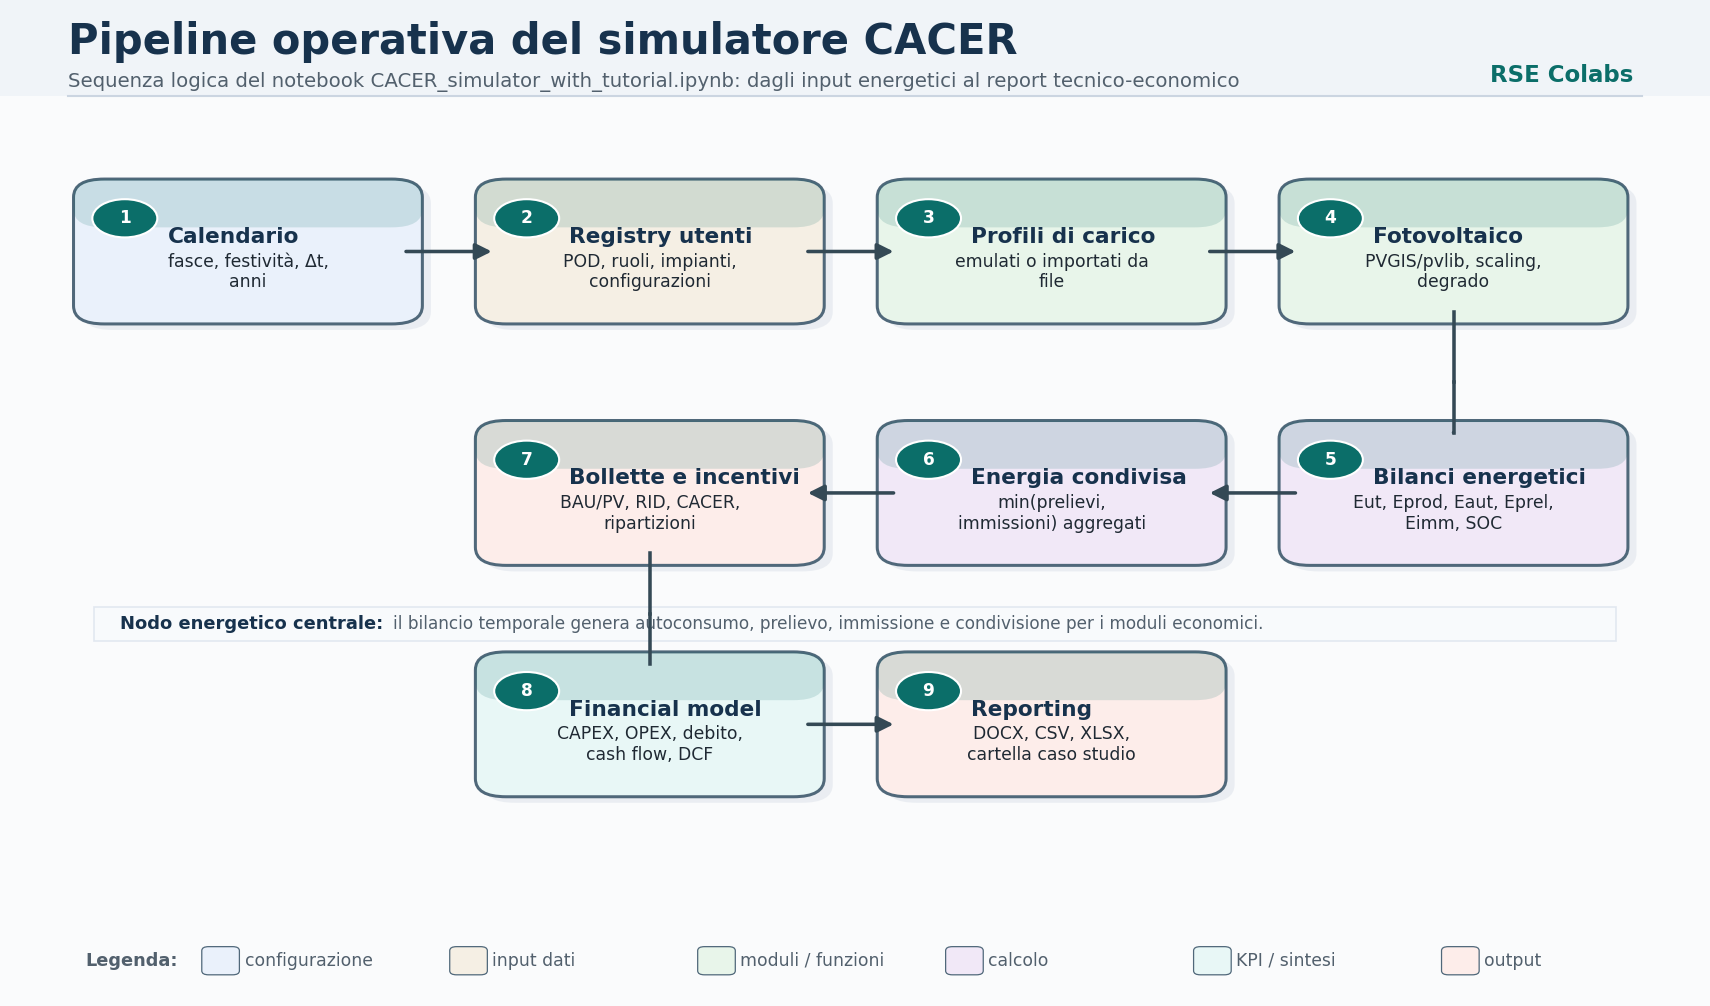 Pipeline operativa del simulatore CACER
Sequenza logica del notebook CACER_simulator_with_tutorial.ipynb: dagli input energetici al report tecnico-economico
RSE Colabs
1
Calendario
fasce, festività, Δt,
anni
2
Registry utenti
POD, ruoli, impianti,
configurazioni
3
Profili di carico
emulati o importati da
file
4
Fotovoltaico
PVGIS/pvlib, scaling,
degrado
7
Bollette e incentivi
BAU/PV, RID, CACER,
ripartizioni
6
Energia condivisa
min(prelievi,
immissioni) aggregati
5
Bilanci energetici
Eut, Eprod, Eaut, Eprel,
Eimm, SOC
Nodo energetico centrale: il bilancio temporale genera autoconsumo, prelievo, immissione e condivisione per i moduli economici.
8
Financial model
CAPEX, OPEX, debito,
cash flow, DCF
9
Reporting
DOCX, CSV, XLSX,
cartella caso studio
Legenda: configurazione input dati moduli / funzioni calcolo KPI / sintesi output